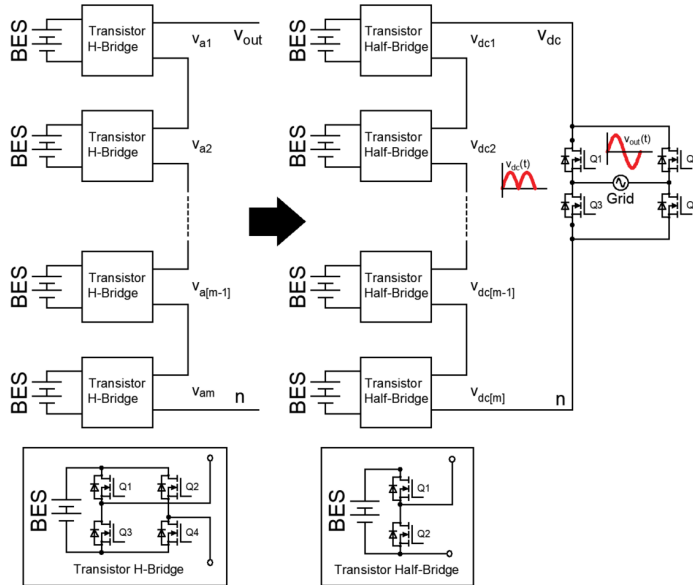 BES
Transistor
H-Bridge
va1
vout
BES
Transistor
H-Bridge
va2
BES
Transistor
H-Bridge
va[m-1]
BES
Transistor
H-Bridge
vam
n
BES
Transistor
Half-Bridge
vdc1
vdc
BES
Transistor
Half-Bridge
vdc2
vdc(t)
vout(t)
Q1
Q
Grid
Q3
Q
BES
Transistor
Half-Bridge
vdc[m-1]
BES
Transistor
Half-Bridge
vdc[m]
n
BES
Q1
Q2
Q3
Q4
Transistor H-Bridge
BES
Q1
Q2
Transistor Half-Bridge